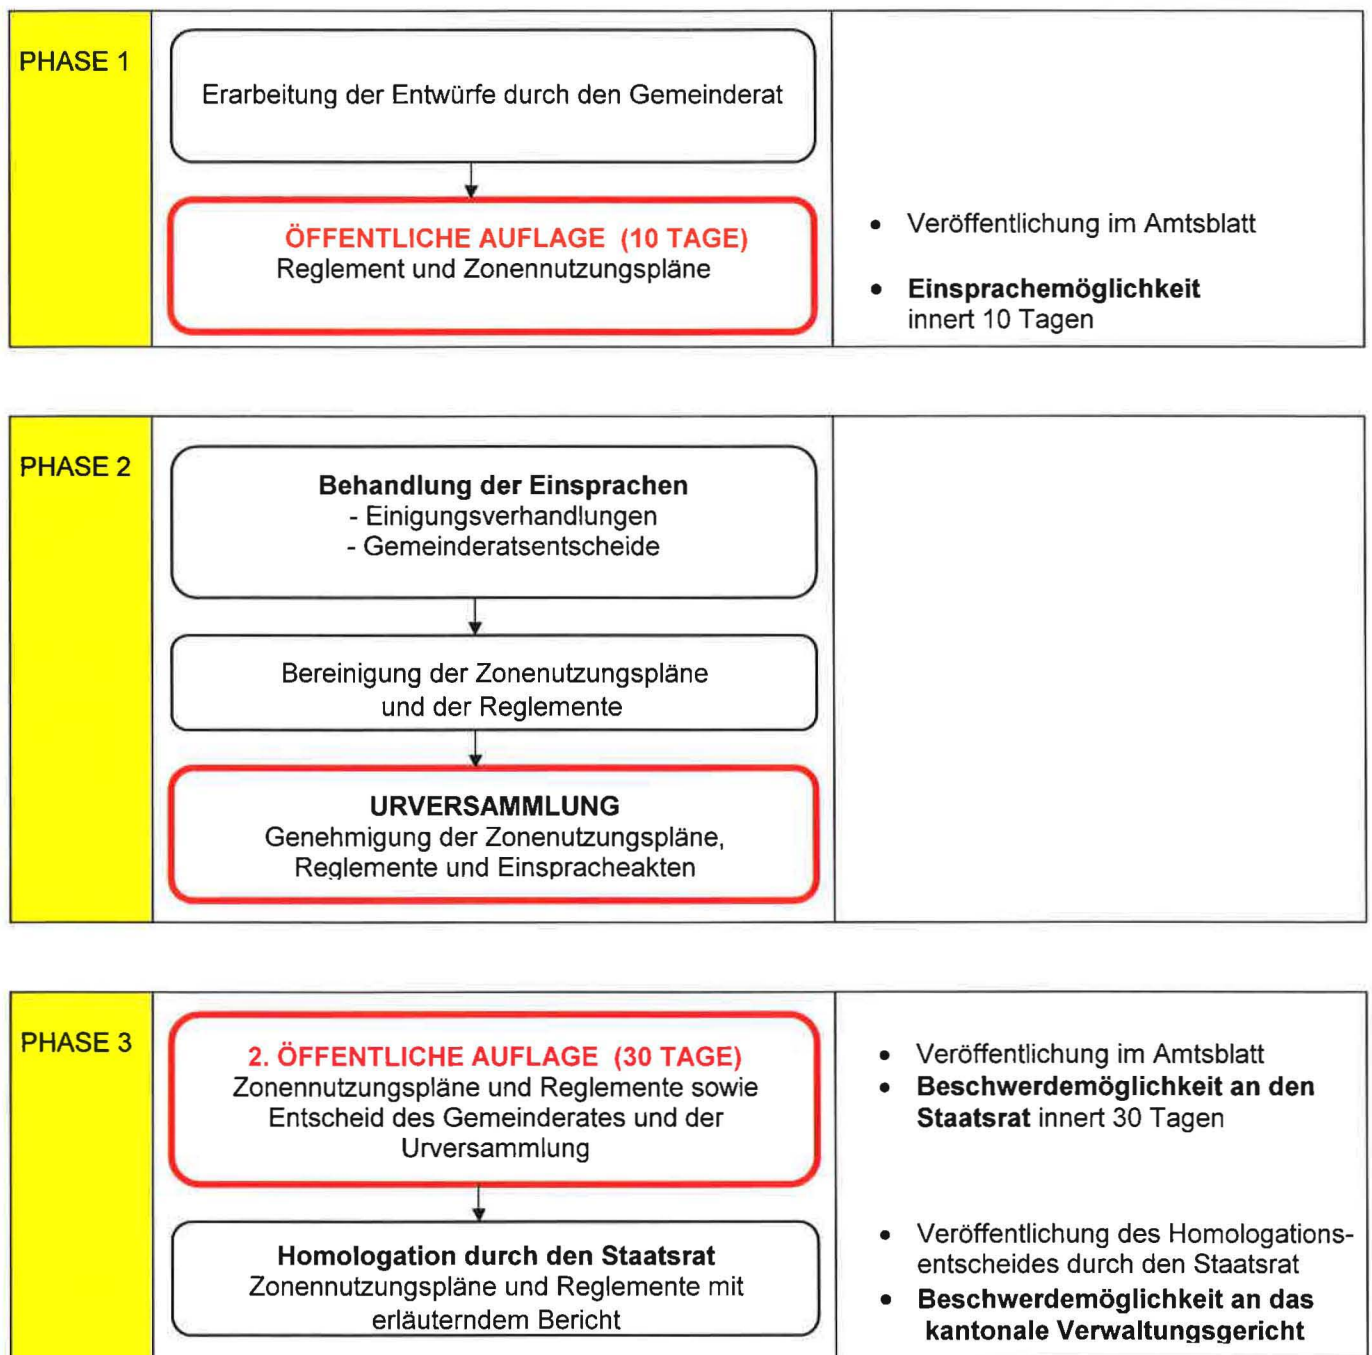 PHASE 1
Erarbeitung der Entwürfe durch den Gemeinderat
ÖFFENTLICHE AUFLAGE (10 TAGE)
Reglement und Zonennutzungspläne
• Veröffentlichung im Amtsblatt
• Einsprachemöglichkeit
innert 10 Tagen
PHASE 2
Behandlung der Einsprachen
- Einigungsverhandlungen
- Gemeinderatsentscheide
Bereinigung der Zonenutzungspläne
und der Reglemente
URVERSAMMLUNG
Genehmigung der Zonenutzungspläne,
Reglemente und Einspracheakten
PHASE 3
2. ÖFFENTLICHE AUFLAGE (30 TAGE)
Zonennutzungspläne und Reglemente sowie
Entscheid des Gemeinderates und der
Urversammlung
• Veröffentlichung im Amtsblatt
• Beschwerdemöglichkeit an den
Staatsrat innert 30 Tagen
Homologation durch den Staatsrat
Zonennutzungspläne und Reglemente mit
erläuterndem Bericht
• Veröffentlichung des Homologations-
entscheides durch den Staatsrat
• Beschwerdemöglichkeit an das
kantonale Verwaltungsgericht